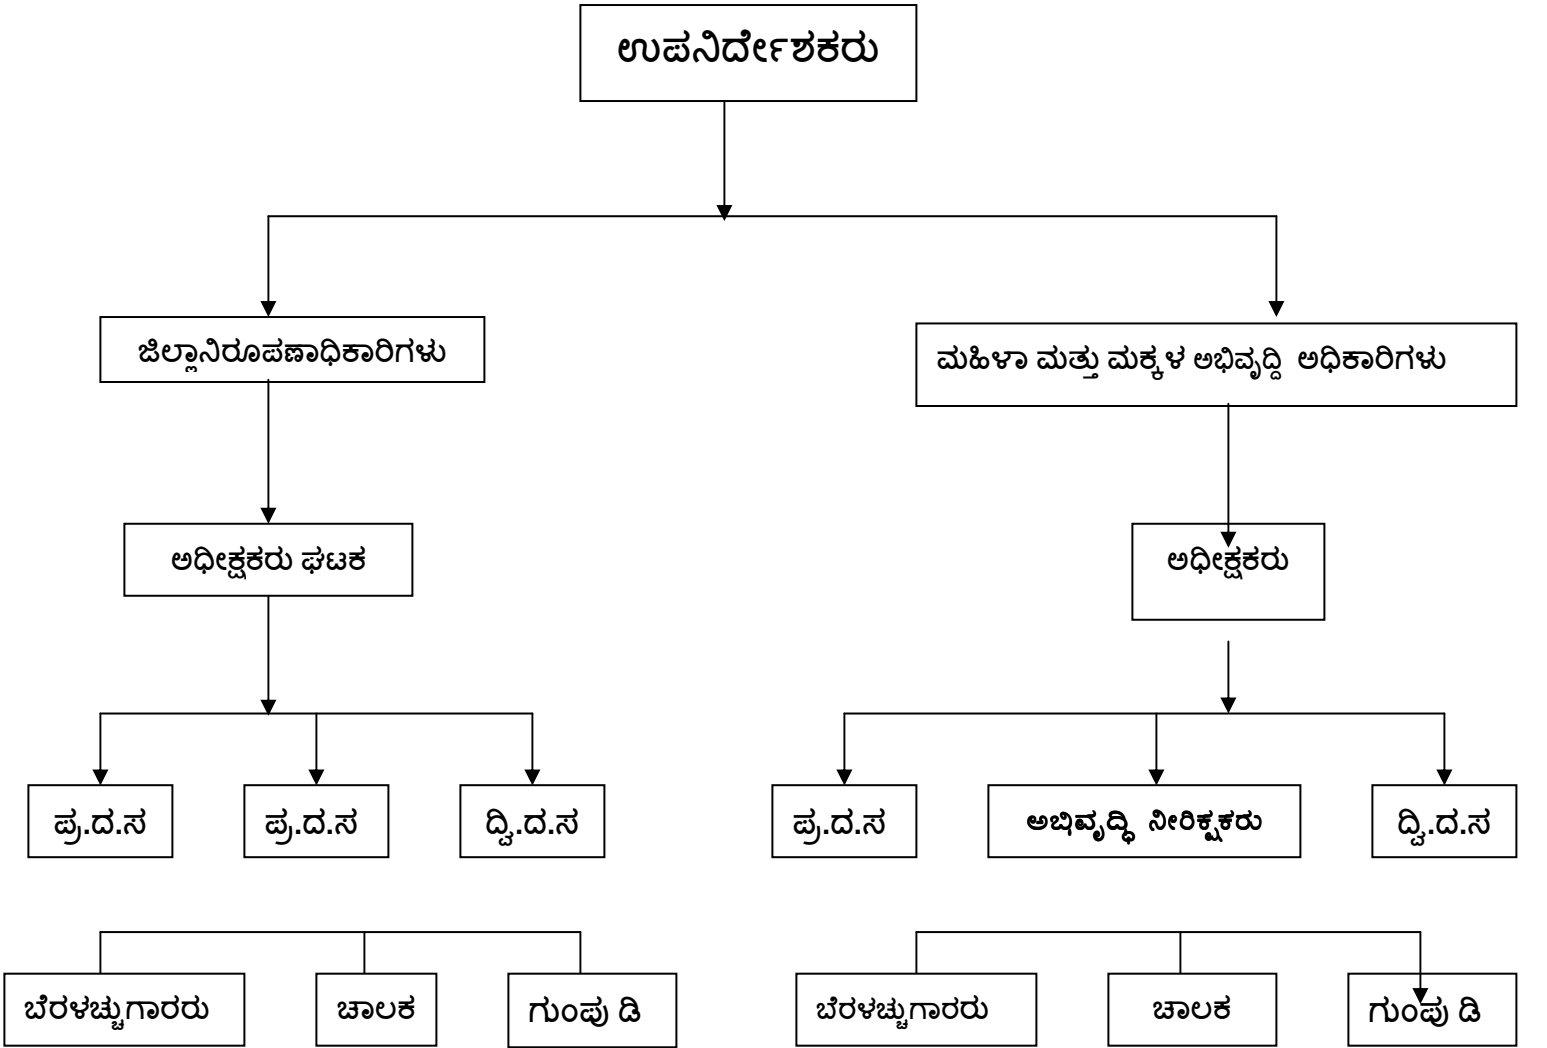 ಉಪನಿರ್ದೇಶಕರು
ಜಿಲ್ಲಾನಿರೂಪಣಾಧಿಕಾರಿಗಳು
ಮಹಿಳಾ ಮತ್ತು ಮಕ್ಕಳ ಅಭಿವೃದ್ದಿ ಅಧಿಕಾರಿಗಳು
ಅಧೀಕ್ಷಕರು ಘಟಕ
ಅಧೀಕ್ಷಕರು
ಪ್ರ.ದ.ಸ
ಪ್ರ.ದ.ಸ
ದ್ವಿ.ದ.ಸ
ಪ್ರ.ದ.ಸ
ಅಭಿವೃದ್ಧಿ ನೀರಿಕ್ಷಕರು
ದ್ವಿ.ದ.ಸ
ಬೆರಳಚ್ಚುಗಾರರು
ಚಾಲಕ
ಗುಂಪು ಡಿ
ಬೆರಳಚ್ಚುಗಾರರು
ಚಾಲಕ
ಗುಂಪು ಡಿ